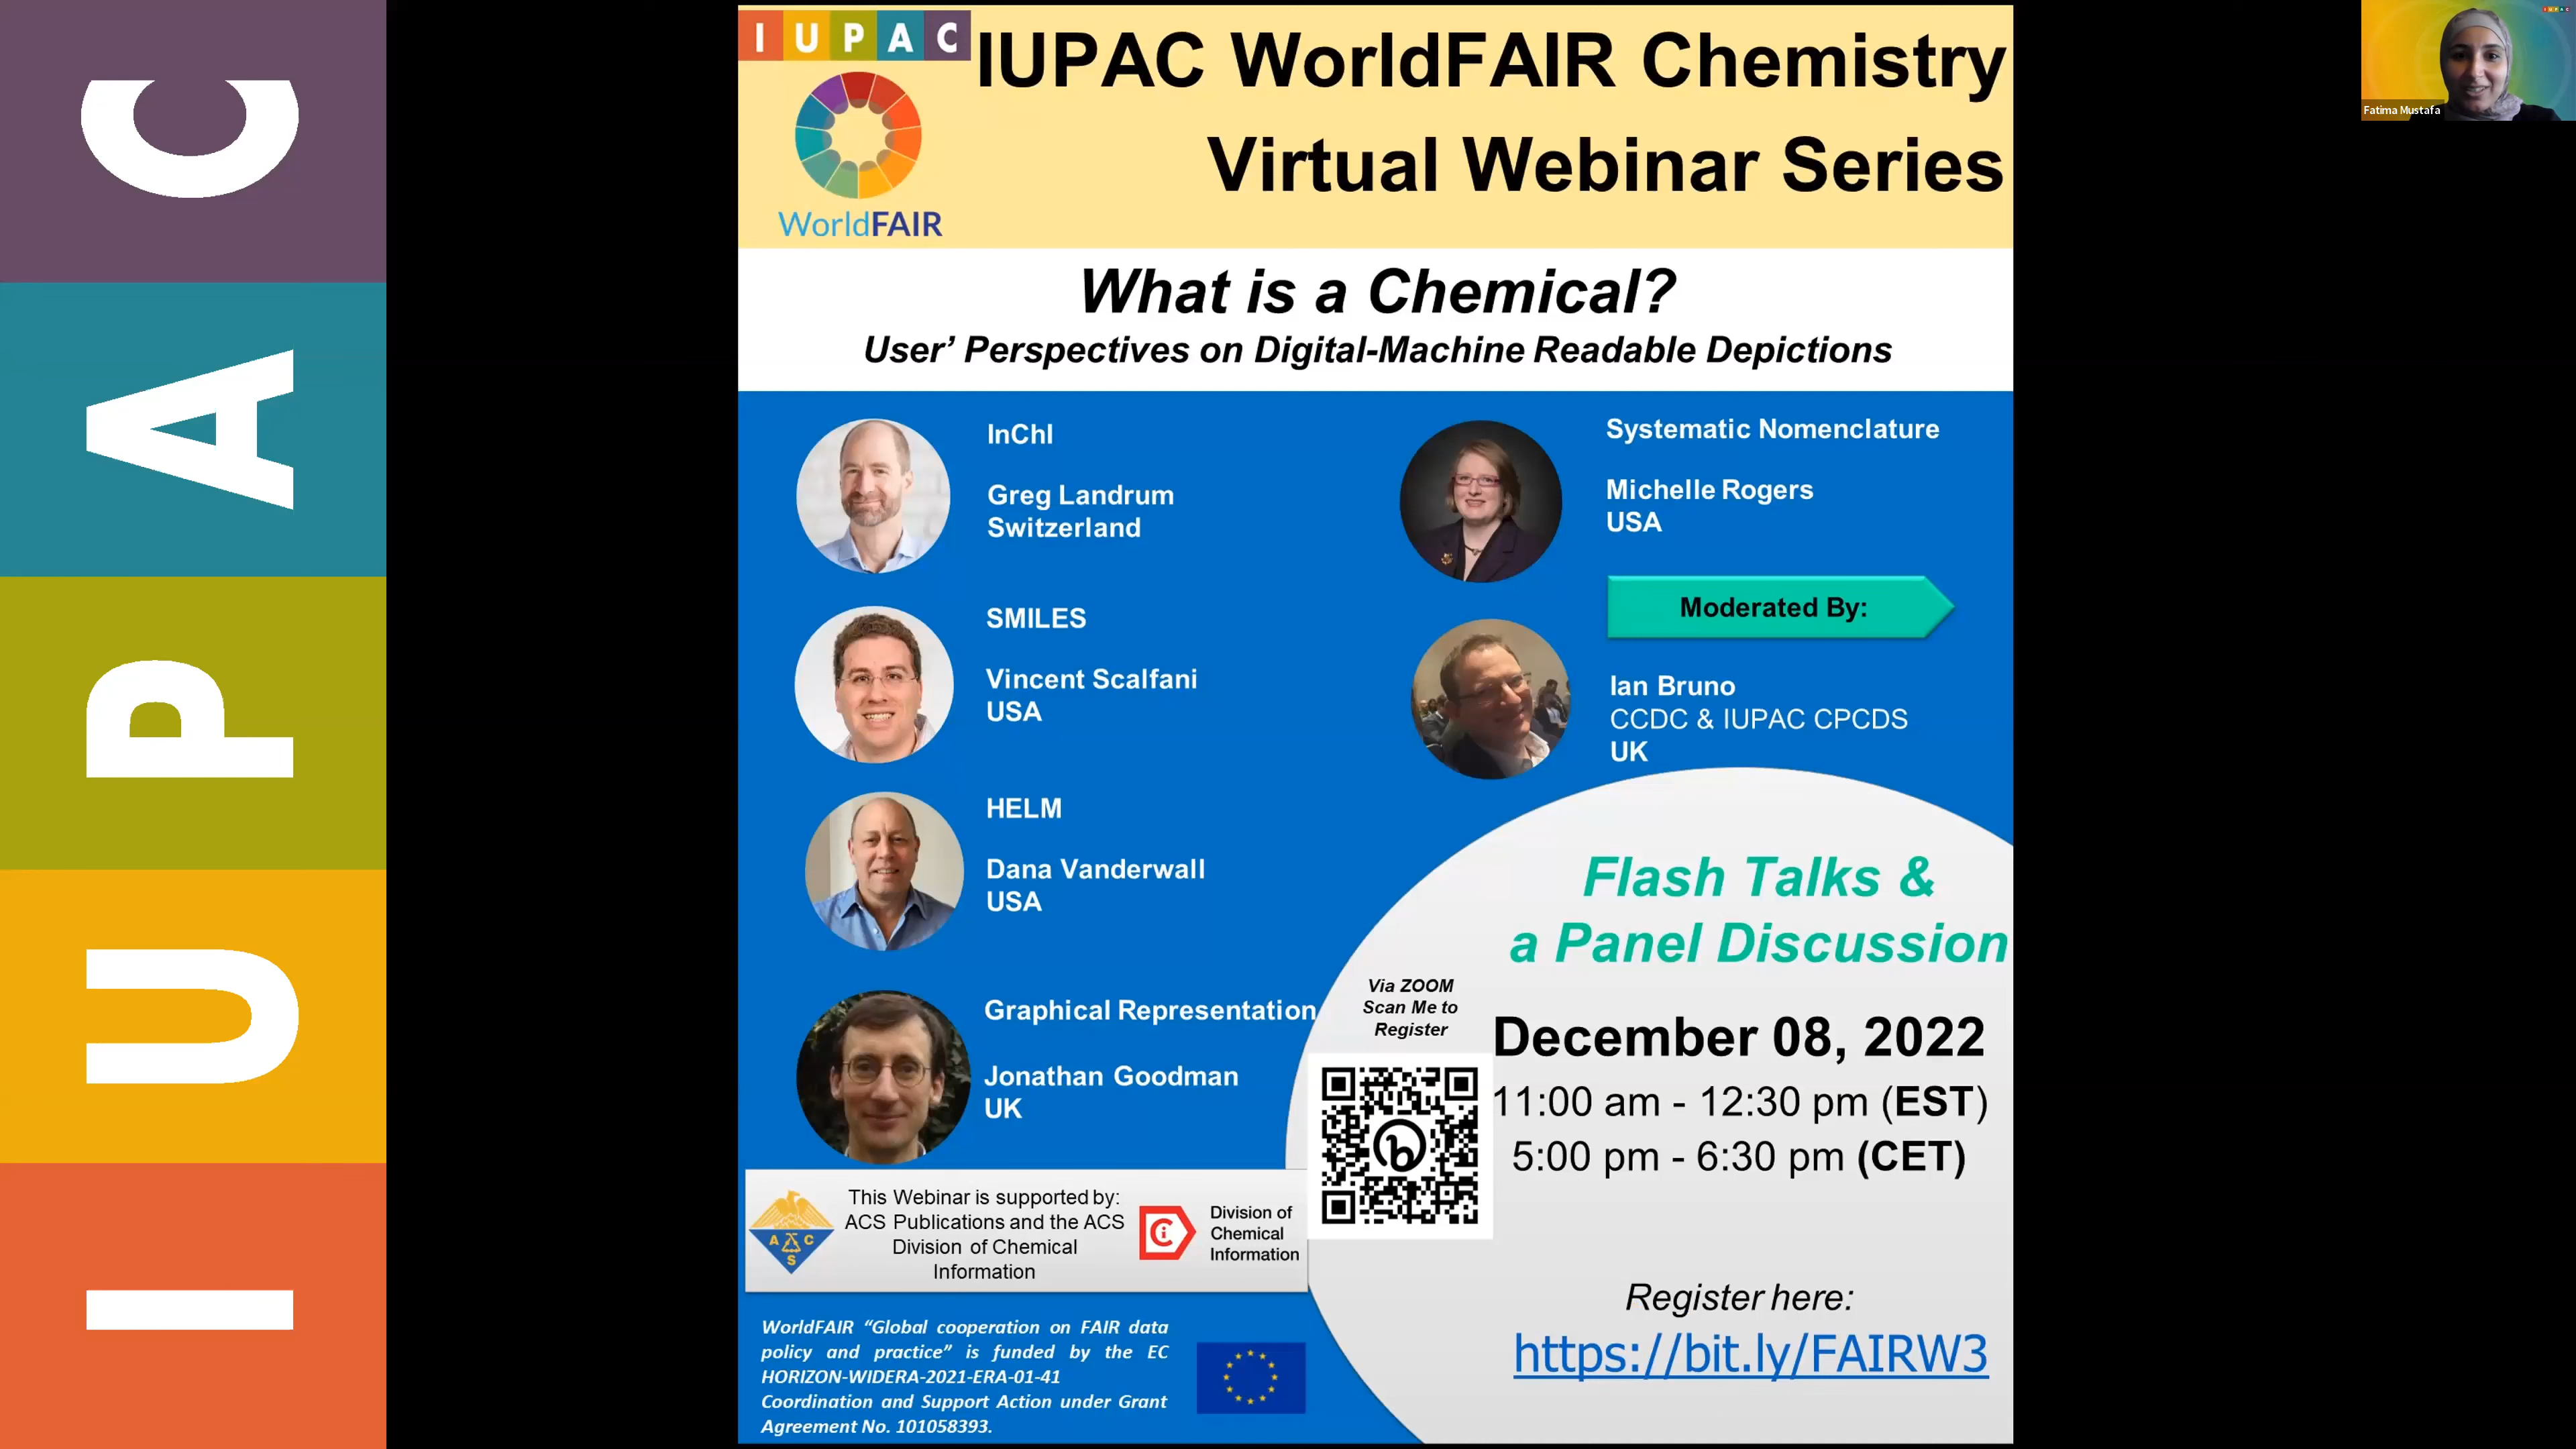 I U P A C
I U P A C
WorldFAIR
IUPAC WorldFAIR Chemistry
Virtual Webinar Series
What is a Chemical?
User’ Perspectives on Digital-Machine Readable Depictions
InChI
Greg Landrum
Switzerland
SMILES
Vincent Scalfani
USA
HELM
Dana Vanderwall
USA
Graphical Representation
Jonathan Goodman
UK
Systematic Nomenclature
Michelle Rogers
USA
Moderated By:
Ian Bruno
CCDC & IUPAC CPCDS
UK
Flash Talks &
a Panel Discussion
Via ZOOM
Scan Me to
Register
December 08, 2022
11:00 am - 12:30 pm (EST)
5:00 pm - 6:30 pm (CET)
Register here:
https://bit.ly/FAIRW3
A C
S
This Webinar is supported by:
ACS Publications and the ACS
Division of Chemical
Information
Division of
Chemical
Information
WorldFAIR “Global cooperation on FAIR data
policy and practice” is funded by the EC
HORIZON-WIDERA-2021-ERA-01-41
Coordination and Support Action under Grant
Agreement No. 101058393.
Fatima Mustafa